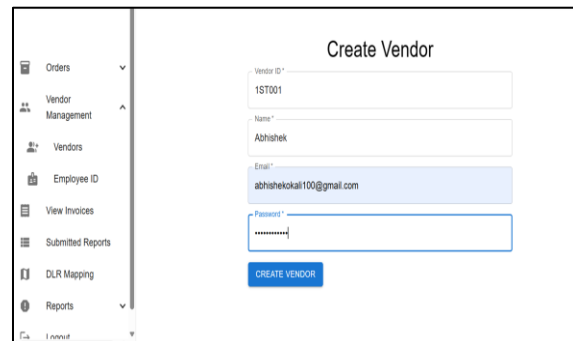 Orders
Vendor
Management
Vendors
Employee ID
View Invoices
Submitted Reports
DLR Mapping
Reports
Logout
Create Vendor
Vendor ID *
1ST001
Name *
Abhishek
Email *
abhishekokali100@gmail.com
Password *
••••••••••••
CREATE VENDOR